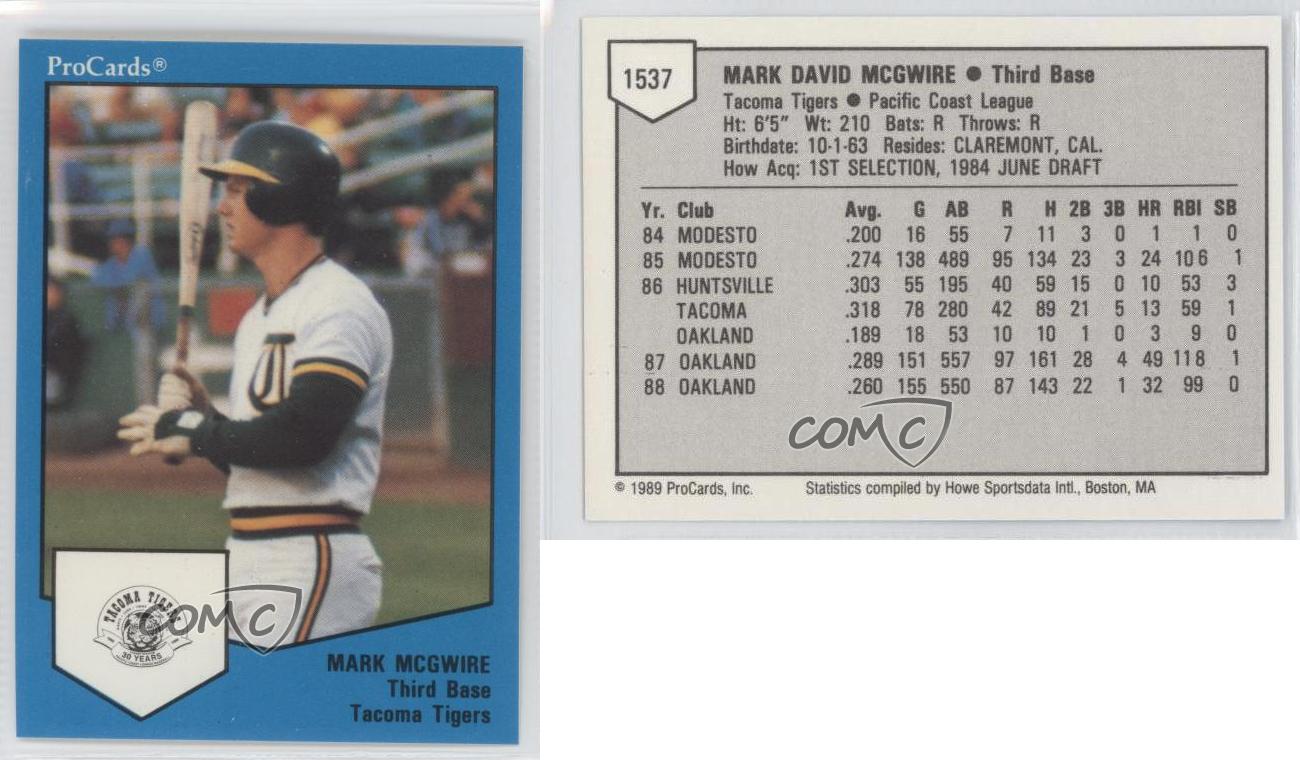 ProCards®
TACOMA TIGERS
30 YEARS
COMC
MARK MCGWIRE
Third Base
Tacoma Tigers
1537
MARK DAVID MCGWIRE ● Third Base
Tacoma Tigers ● Pacific Coast League
Ht: 6'5" Wt: 210 Bats: R Throws: R
Birthdate: 10-1-63 Resides: CLAREMONT, CAL.
How Acq: 1ST SELECTION, 1984 JUNE DRAFT
Yr. Club Avg. G AB R H 2B 3B HR RBI SB
84 MODESTO .200 16 55 7 11 3 0 1 1 0
85 MODESTO .274 138 489 95 134 23 3 24 106 1
86 HUNTSVILLE .303 55 195 40 59 15 0 10 53 3
TACOMA .318 78 280 42 89 21 5 13 59 1
OAKLAND .189 18 53 10 10 1 0 3 9 0
87 OAKLAND .289 151 557 97 161 28 4 49 118 1
88 OAKLAND .260 155 550 87 143 22 1 32 99 0
COMC
© 1989 ProCards, Inc. Statistics compiled by Howe Sportsdata Intl., Boston, MA